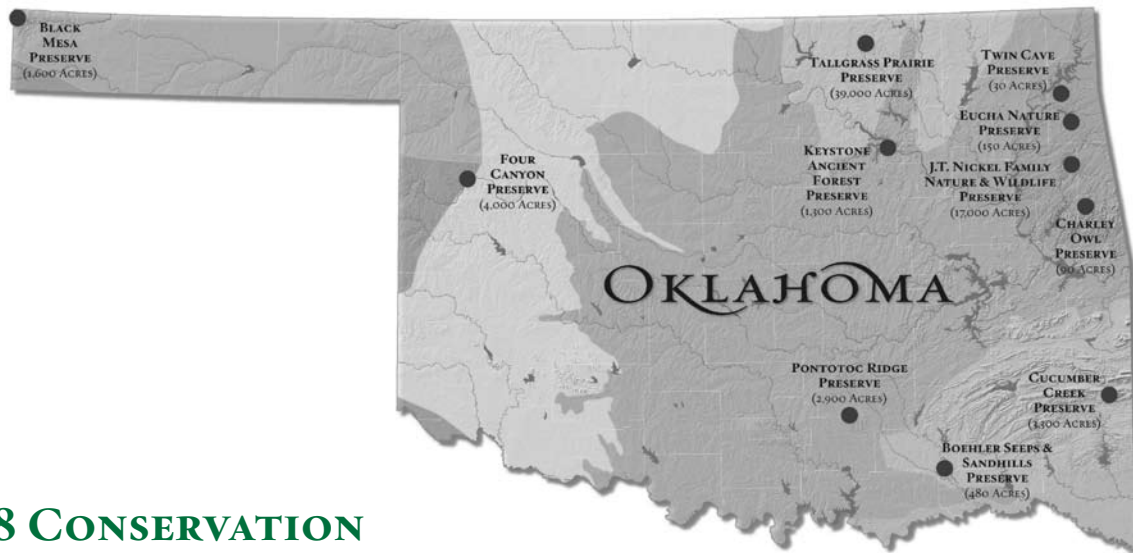 BLACK
MESA
PRESERVE
(1,600 ACRES)
TALLGRASS PRAIRIE
PRESERVE
(39,000 ACRES)
TWIN CAVE
PRESERVE
(30 ACRES)
EUCHA NATURE
PRESERVE
(150 ACRES)
KEYSTONE
ANCIENT
FOREST
PRESERVE
(1,300 ACRES)
J.T. NICKEL FAMILY
NATURE & WILDLIFE
PRESERVE
(17,000 ACRES)
FOUR
CANYON
PRESERVE
(4,000 ACRES)
CHARLEY
OWL
PRESERVE
(90 ACRES)
OKLAHOMA
PONTOTOC RIDGE
PRESERVE
(2,900 ACRES)
CUCUMBER
CREEK
PRESERVE
(3,300 ACRES)
BOEHLER SEEPS &
SANDHILLS
PRESERVE
(480 ACRES)
8 CONSERVATION